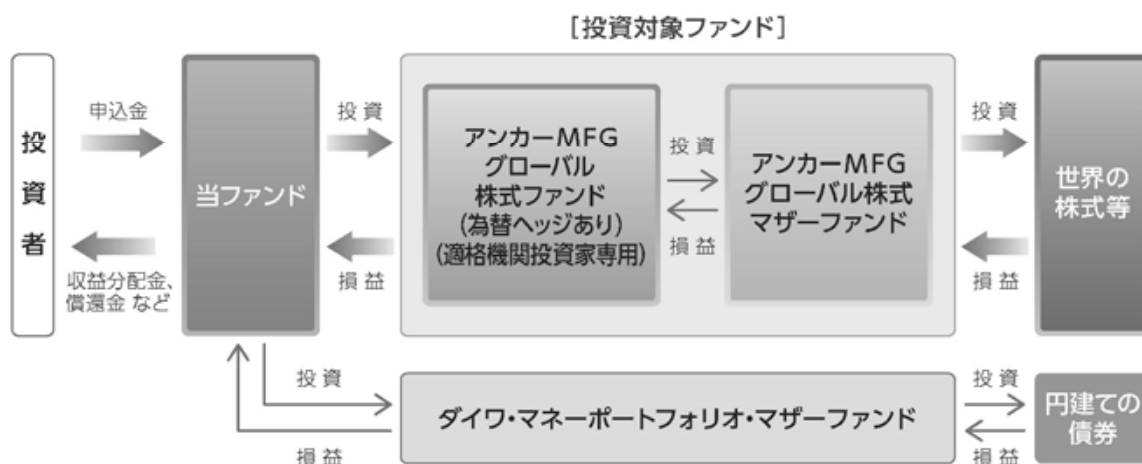 ［投資対象ファンド］
投資者
申込金
収益分配金、
償還金 など
当ファンド
投 資
損 益
アンカーMFG
グローバル
株式ファンド
(為替ヘッジあり)
(適格機関投資家専用)
投 資
損 益
アンカーMFG
グローバル株式
マザーファンド
投 資
損 益
世界の
株式等
投 資
損 益
ダイワ・マネーポートフォリオ・マザーファンド
投 資
損 益
円建ての
債券